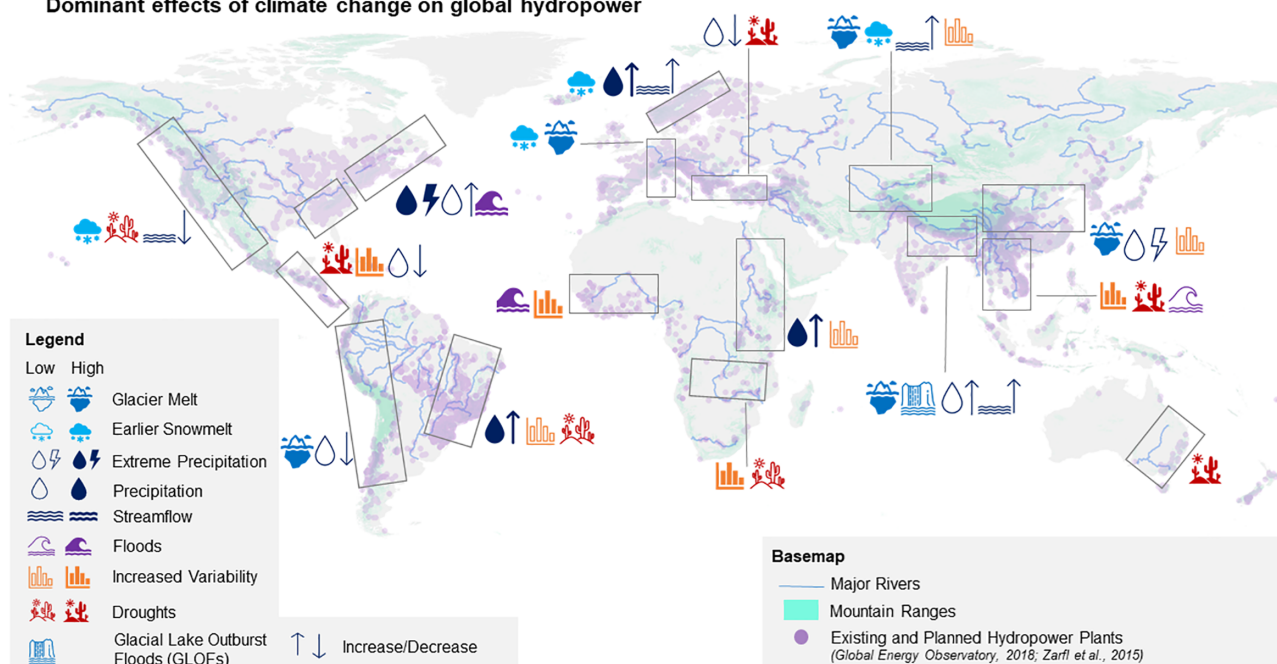 Dominant effects of climate change on global hydropower
Legend
Low High
Glacier Melt
Earlier Snowmelt
Extreme Precipitation
Precipitation
Streamflow
Floods
Increased Variability
Droughts
Glacial Lake Outburst
Floods (GLOFs)
Increase/Decrease
Basemap
Major Rivers
Mountain Ranges
Existing and Planned Hydropower Plants
(Global Energy Observatory, 2018; Zarfl et al., 2015)